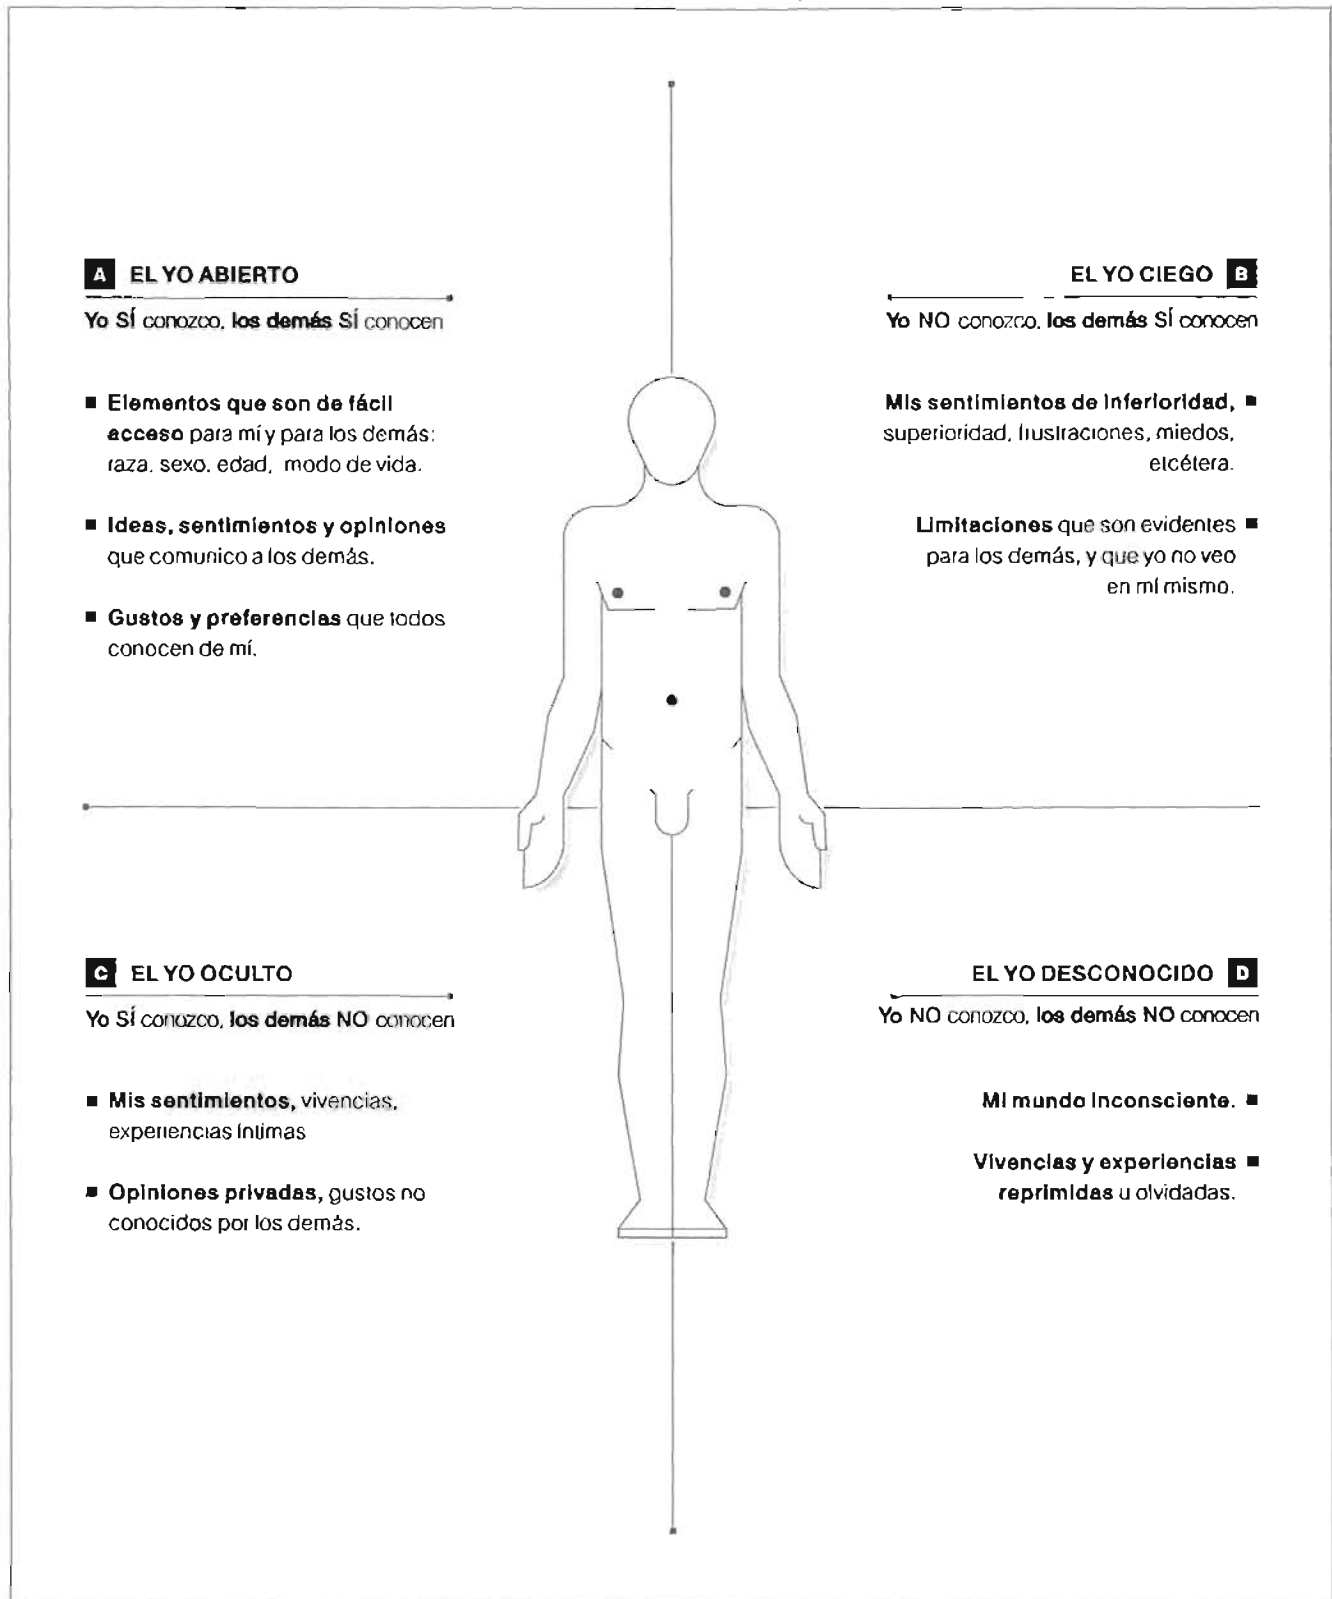 A EL YO ABIERTO
Yo SÍ conozco, los demás SÍ conocen
■ Elementos que son de fácil
acceso para mí y para los demás:
raza, sexo, edad, modo de vida.
■ Ideas, sentimientos y opiniones
que comunico a los demás.
■ Gustos y preferencias que todos
conocen de mí.
EL YO CIEGO B
Yo NO conozco, los demás SÍ conocen
Mis sentimientos de inferioridad, ■
superioridad, frustraciones, miedos,
etcétera.
Limitaciones que son evidentes ■
para los demás, y que yo no veo
en mí mismo.
C EL YO OCULTO
Yo SÍ conozco, los demás NO conocen
■ Mis sentimientos, vivencias,
experiencias íntimas
■ Opiniones privadas, gustos no
conocidos por los demás.
EL YO DESCONOCIDO D
Yo NO conozco, los demás NO conocen
Mi mundo inconsciente. ■
Vivencias y experiencias ■
reprimidas u olvidadas.